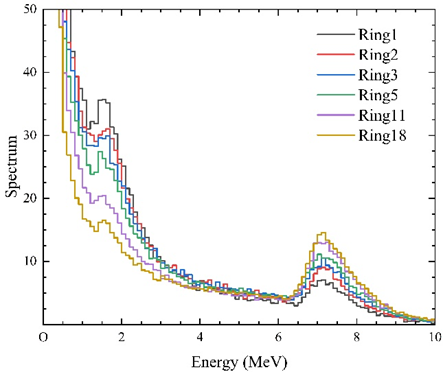 50
40
30
20
10
Spectrum
Ring1
Ring2
Ring3
Ring5
Ring11
Ring18
0 2 4 6 8 10
Energy (MeV)